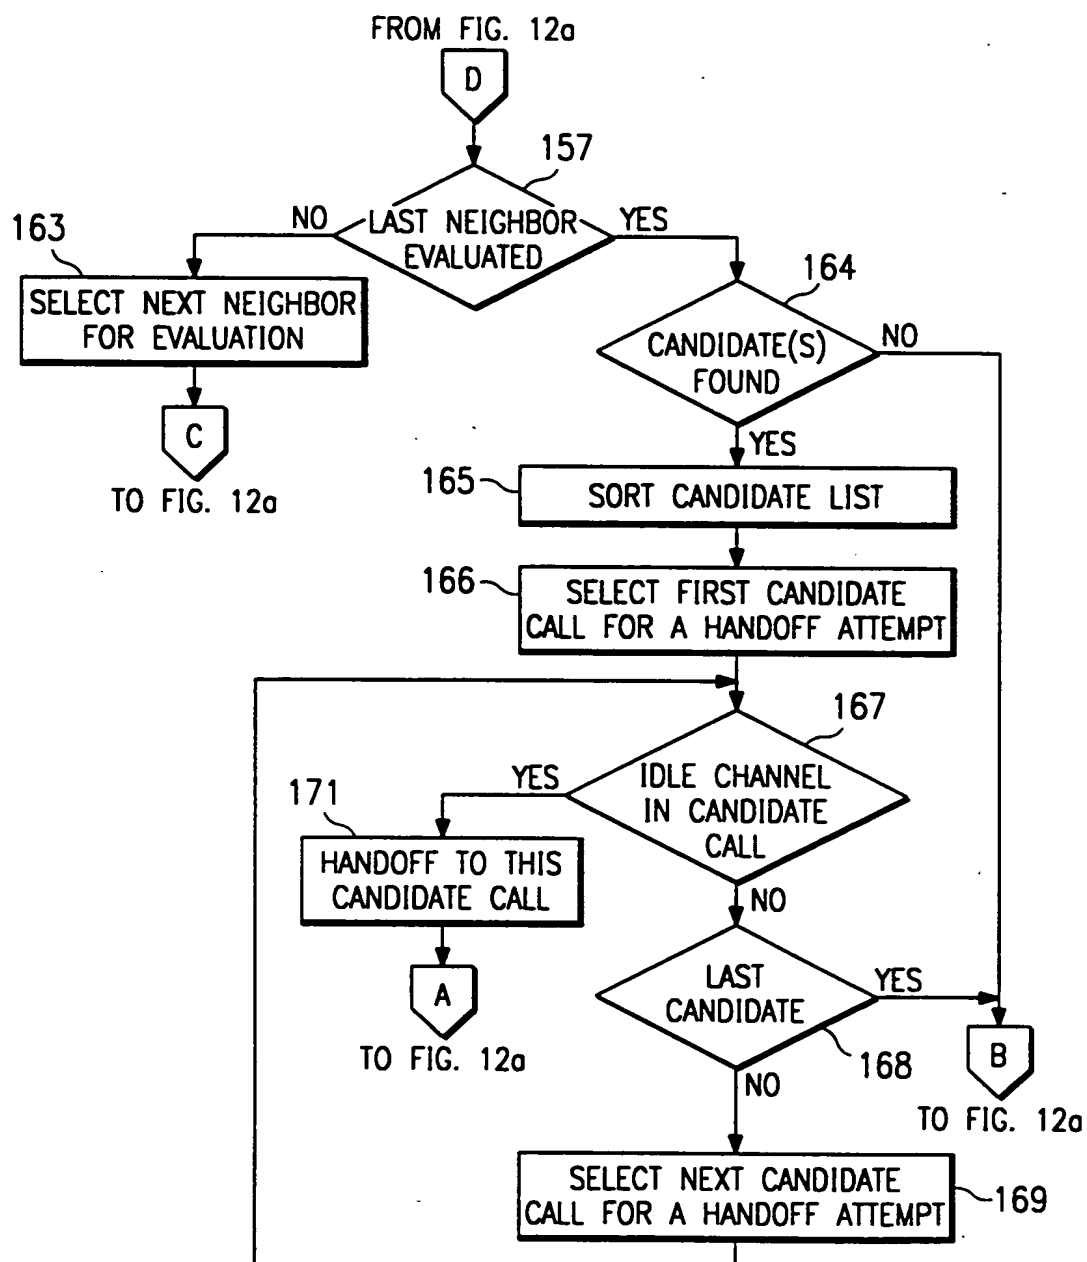 FROM FIG. 12a
D
157
LAST NEIGHBOR
EVALUATED
NO
YES
163
SELECT NEXT NEIGHBOR
FOR EVALUATION
C
TO FIG. 12a
164
CANDIDATE(S)
FOUND
NO
YES
165
SORT CANDIDATE LIST
166
SELECT FIRST CANDIDATE
CALL FOR A HANDOFF ATTEMPT
167
IDLE CHANNEL
IN CANDIDATE
CALL
YES
NO
171
HANDOFF TO THIS
CANDIDATE CALL
A
TO FIG. 12a
LAST
CANDIDATE
YES
168
NO
B
TO FIG. 12a
SELECT NEXT CANDIDATE
CALL FOR A HANDOFF ATTEMPT
169